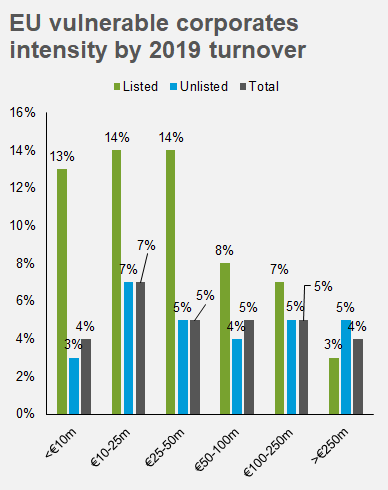 EU vulnerable corporates
intensity by 2019 turnover
Listed Unlisted Total
16%
14%
12%
10%
8%
6%
4%
2%
0%
13% 3% 4%
14% 7% 7%
14% 5% 5%
8% 4% 5%
7% 5% 5%
3% 5% 4%
<€10m €10-25m €25-50m €50-100m €100-250m >€250m